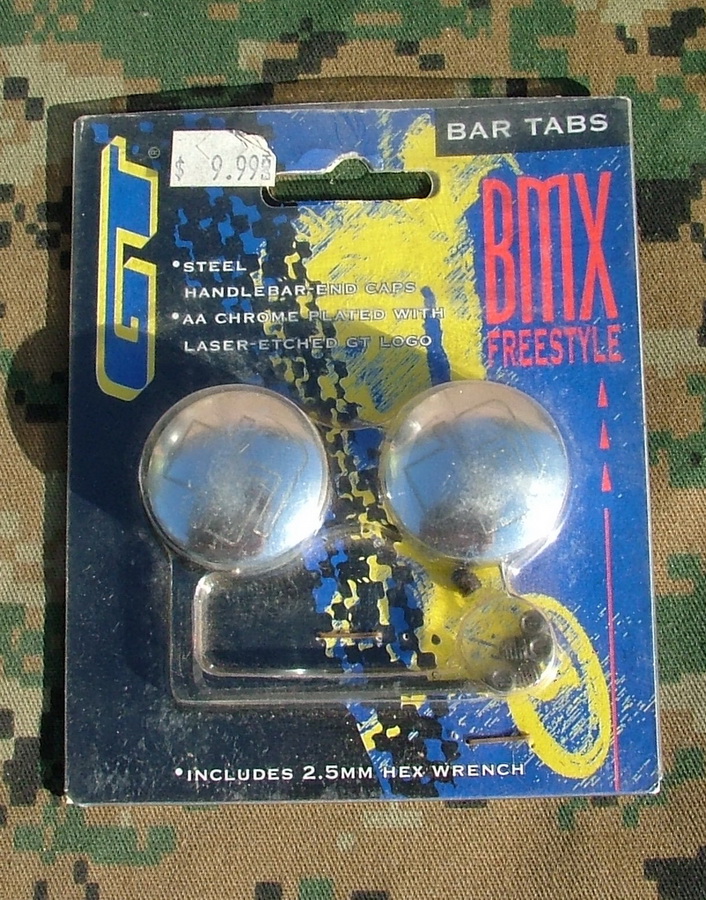 BAR TABS
$ 9.99
GT®
BMX
FREESTYLE
•STEEL
HANDLEBAR-END CAPS
•AA CHROME PLATED WITH
LASER-ETCHED GT LOGO
•INCLUDES 2.5MM HEX WRENCH